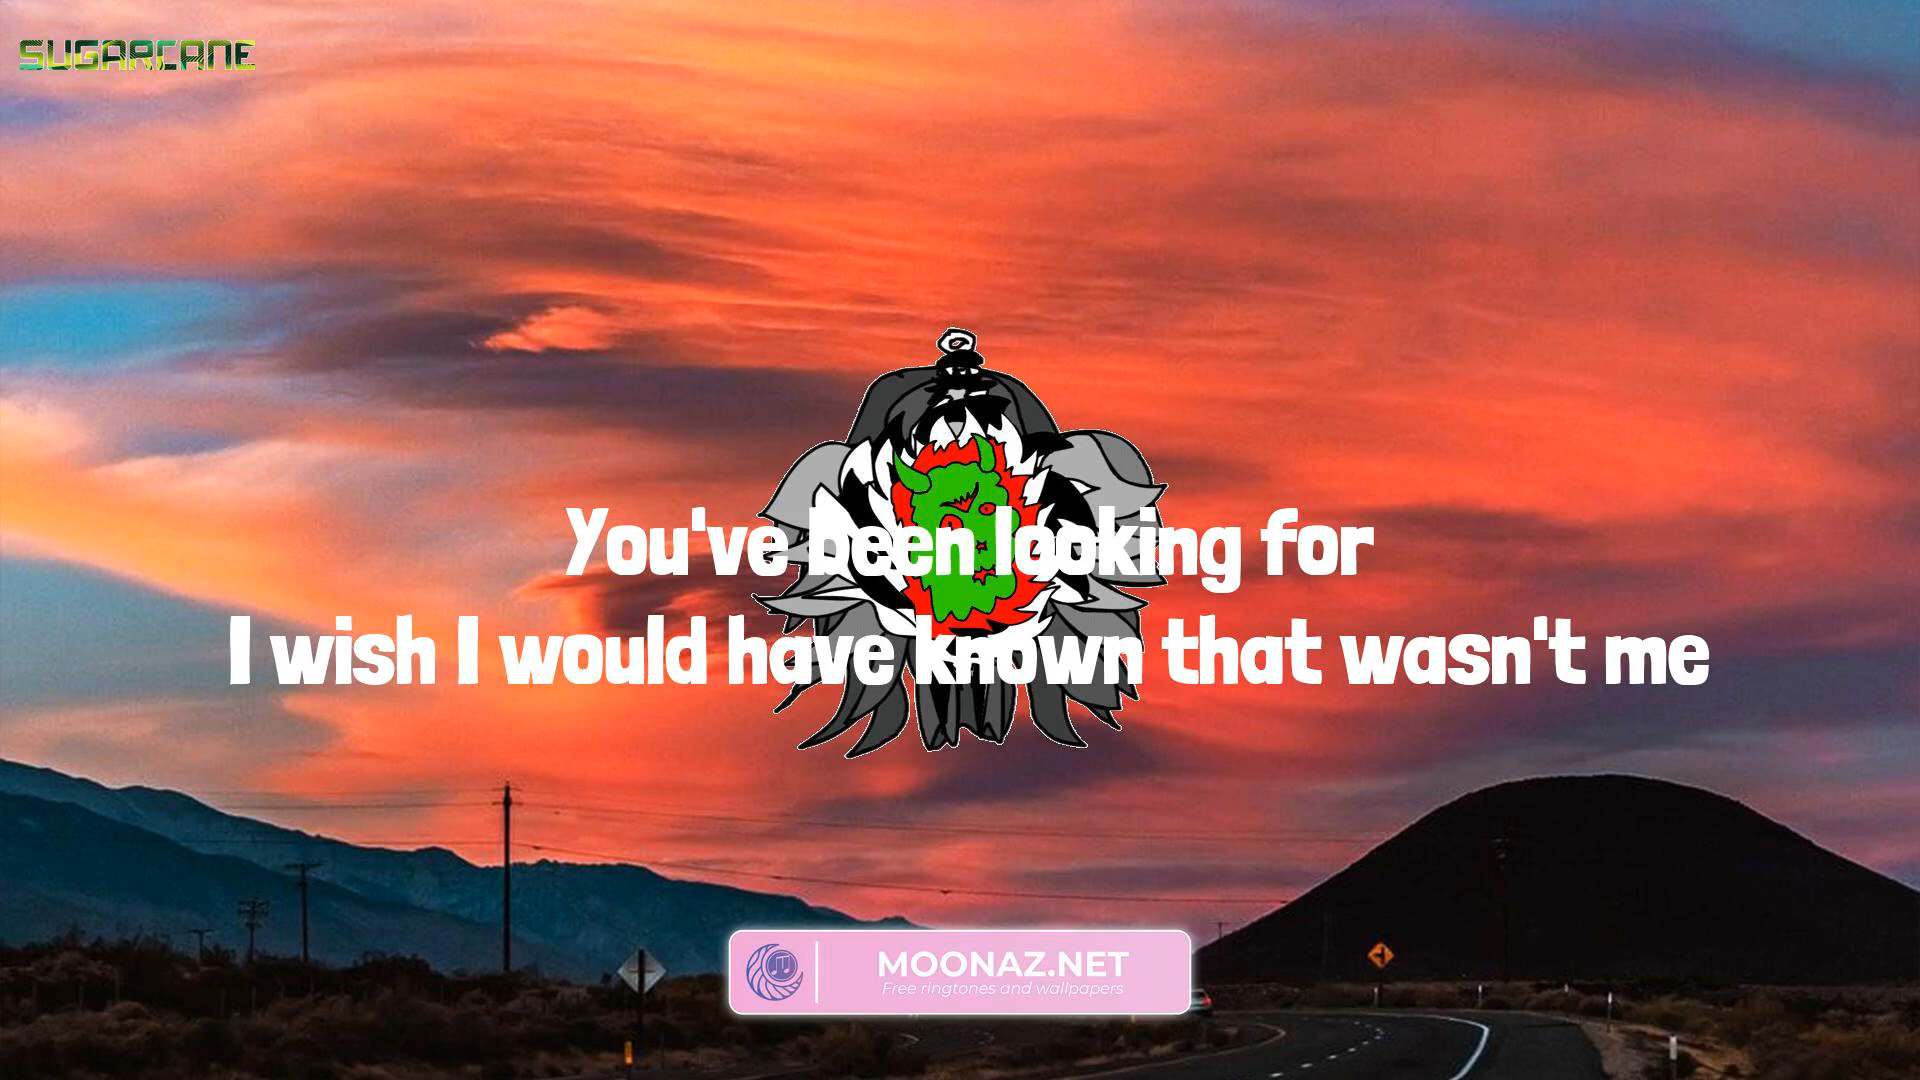 SUGARCANE
You've been looking for
I wish I would have known that wasn't me
MOONAZ.NET
Free ringtones and wallpapers